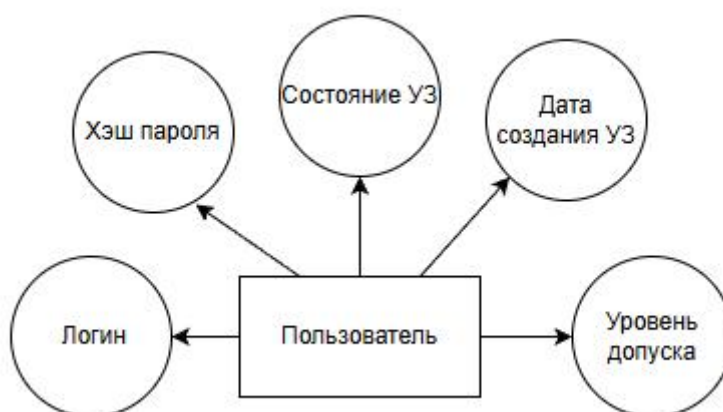 Состояние УЗ
Хэш пароля
Дата
создания УЗ
Логин
Пользователь
Уровень
допуска